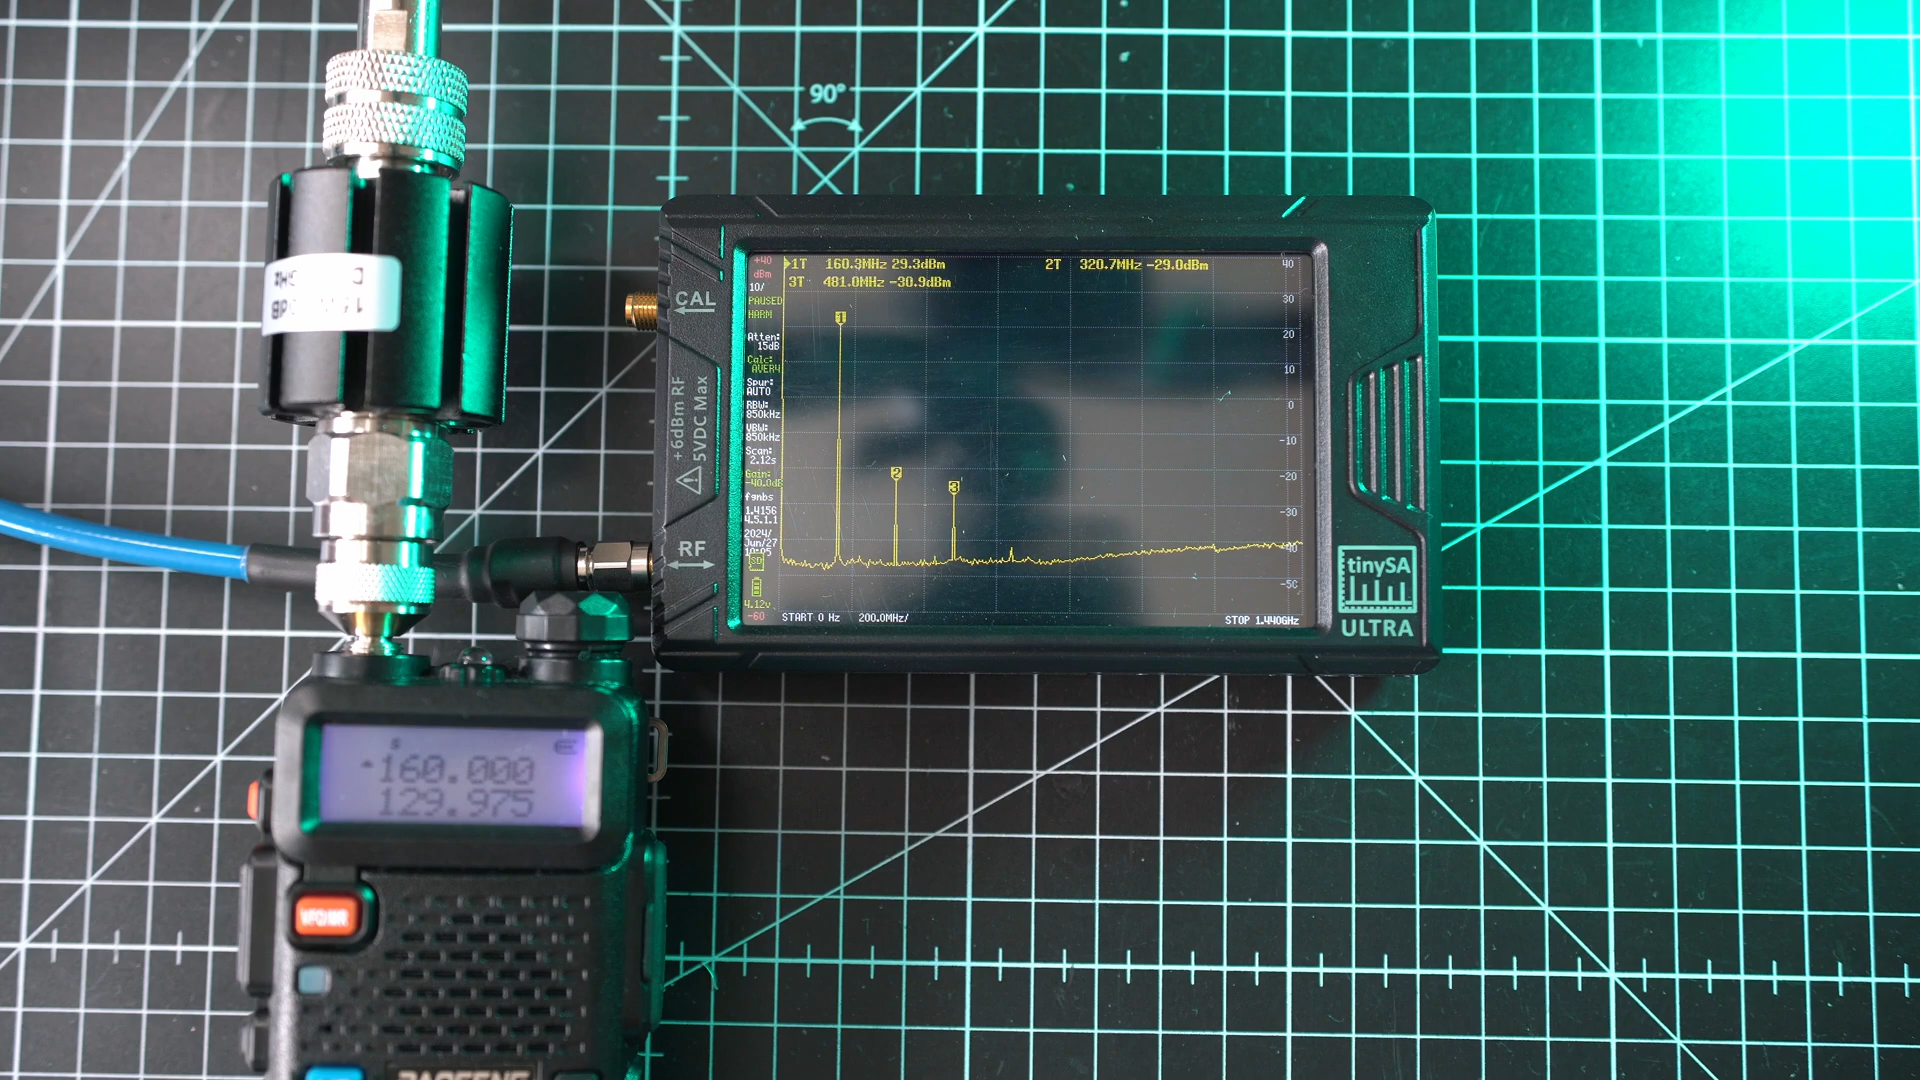 90°
CAL
+6dBm RF
5VDC Max
RF
+40
dBm
10/
PAUSED
HARM
Atten:
15dB
Calc:
AVER4
Spur:
AUTO
RBW:
850kHz
VBW:
850kHz
Scan:
2.12s
Gain:
-40.0dB
fgmbs
1.4156
4.5.1.1
2024/
Jun/27
SD
4.12v
-60
1T 160.3MHz 29.3dBm
2T 320.7MHz -29.0dBm
3T 481.0MHz -30.9dBm
1
2
3
40
30
20
10
0
-10
-20
-30
-40
-50
START 0 Hz 200.0MHz/
STOP 1.440GHz
tinySA
ULTRA
S
160.000
129.975
VFO/MR
BAOFENG